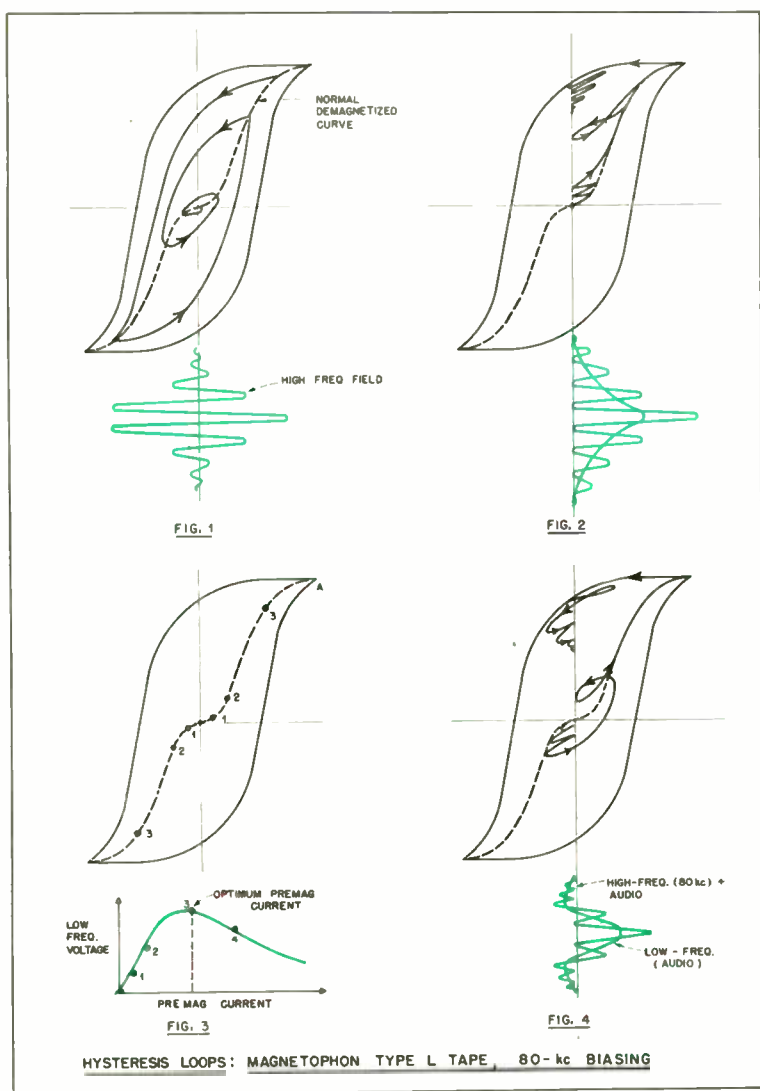 NORMAL
DEMAGNETIZED
CURVE
HIGH FREQ FIELD
FIG. 1
FIG. 2
A
3
2
1
1
2
3
OPTIMUM PREMAG
CURRENT
3
LOW
FREQ.
VOLTAGE
2
4
1
PREMAG CURRENT
FIG. 3
HIGH-FREQ. (80kc) +
AUDIO
LOW - FREQ.
(AUDIO)
FIG. 4
HYSTERESIS LOOPS: MAGNETOPHON TYPE L TAPE, 80-kc BIASING